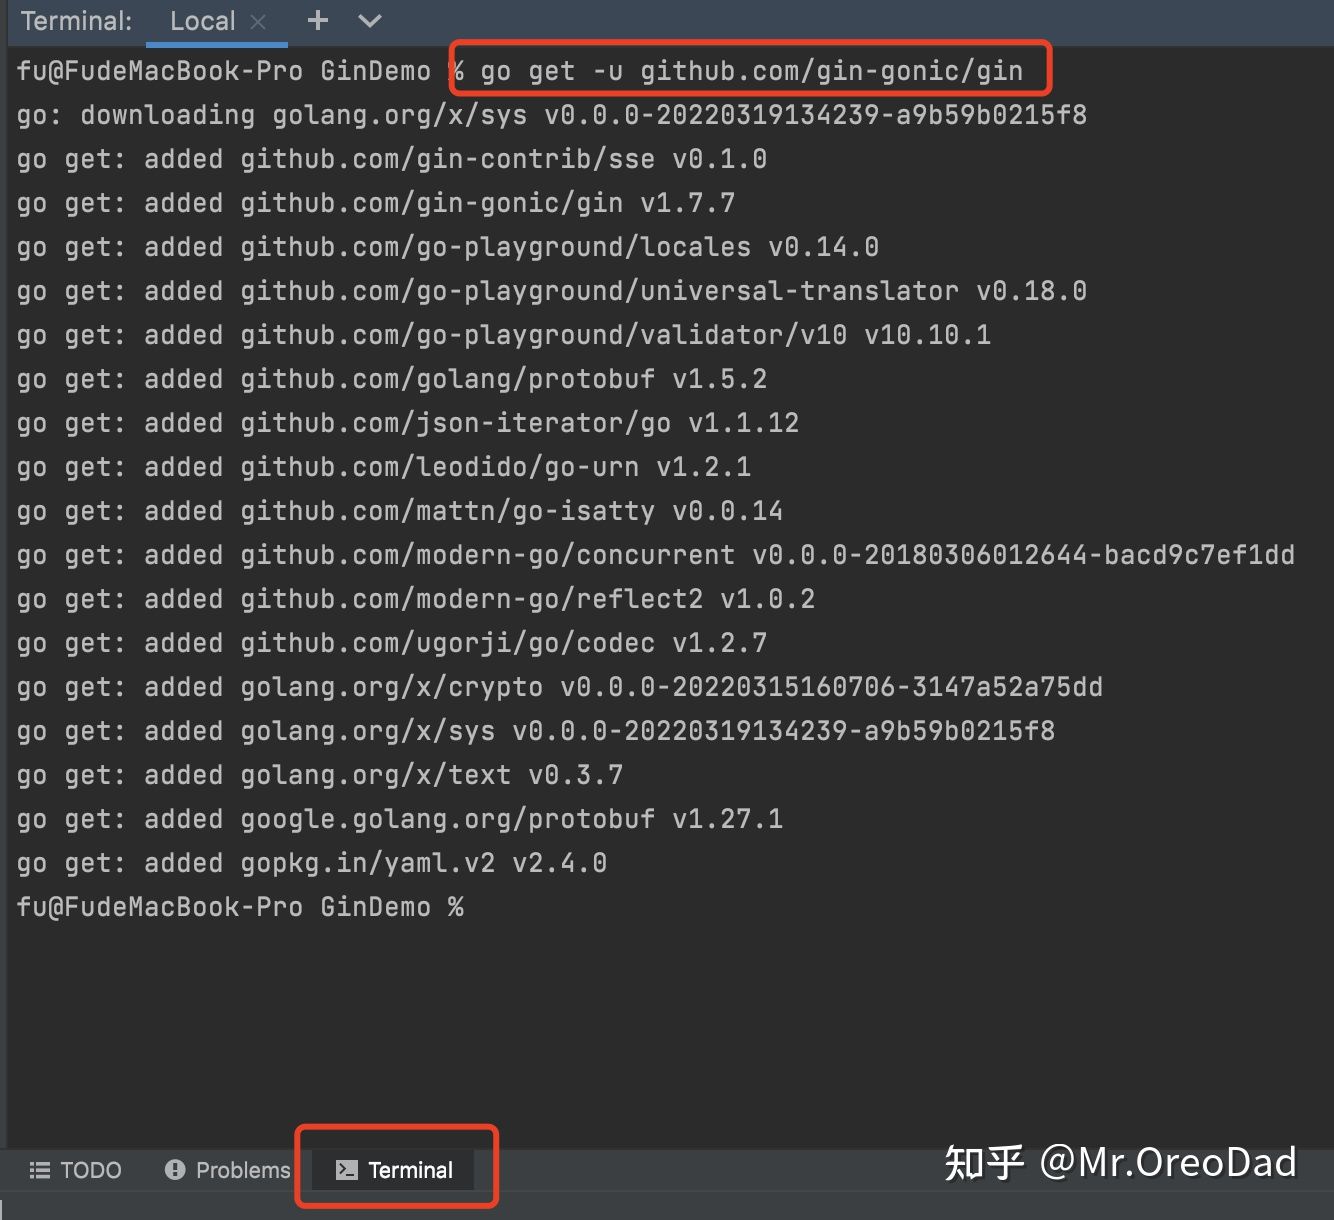 Terminal: Local × + 
fu@FudeMacBook-Pro GinDemo % go get -u github.com/gin-gonic/gin
go: downloading golang.org/x/sys v0.0.0-20220319134239-a9b59b0215f8
go get: added github.com/gin-contrib/sse v0.1.0
go get: added github.com/gin-gonic/gin v1.7.7
go get: added github.com/go-playground/locales v0.14.0
go get: added github.com/go-playground/universal-translator v0.18.0
go get: added github.com/go-playground/validator/v10 v10.10.1
go get: added github.com/golang/protobuf v1.5.2
go get: added github.com/json-iterator/go v1.1.12
go get: added github.com/leodido/go-urn v1.2.1
go get: added github.com/mattn/go-isatty v0.0.14
go get: added github.com/modern-go/concurrent v0.0.0-20180306012644-bacd9c7ef1dd
go get: added github.com/modern-go/reflect2 v1.0.2
go get: added github.com/ugorji/go/codec v1.2.7
go get: added golang.org/x/crypto v0.0.0-20220315160706-3147a52a75dd
go get: added golang.org/x/sys v0.0.0-20220319134239-a9b59b0215f8
go get: added golang.org/x/text v0.3.7
go get: added google.golang.org/protobuf v1.27.1
go get: added gopkg.in/yaml.v2 v2.4.0
fu@FudeMacBook-Pro GinDemo %
TODO Problems Terminal
知乎 @Mr.OreoDad